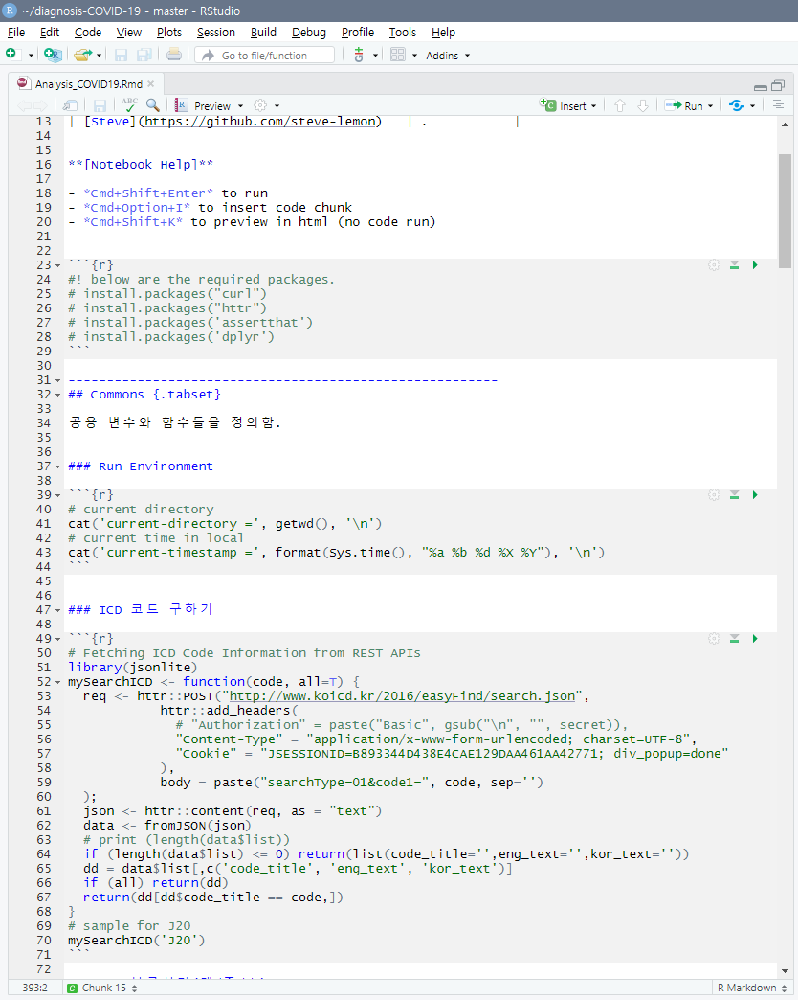 ~/diagnosis-COVID-19 - master - RStudio
File Edit Code View Plots Session Build Debug Profile Tools Help
Go to file/function Addins
Analysis_COVID19.Rmd
ABC Preview Insert Run
13 | [Steve](https://github.com/steve-lemon) | . |
14
15
16 **[Notebook Help]**
17
18 - *Cmd+Shift+Enter* to run
19 - *Cmd+Option+I* to insert code chunk
20 - *Cmd+Shift+K* to preview in html (no code run)
21
22
23 ```{r}
24 #! below are the required packages.
25 # install.packages("curl")
26 # install.packages("httr")
27 # install.packages('assertthat')
28 # install.packages('dplyr')
29 ```
30
31 --------------------------------------------------------
32 ## Commons {.tabset}
33
34 공용 변수와 함수들을 정의함.
35
36
37 ### Run Environment
38
39 ```{r}
40 # current directory
41 cat('current-directory =', getwd(), '\n')
42 # current time in local
43 cat('current-timestamp =', format(Sys.time(), "%a %b %d %X %Y"), '\n')
44 ```
45
46
47 ### ICD 코드 구하기
48
49 ```{r}
50 # Fetching ICD Code Information from REST APIs
51 library(jsonlite)
52 mySearchICD <- function(code, all=T) {
53 req <- httr::POST("http://www.koicd.kr/2016/easyFind/search.json",
54 httr::add_headers(
55 # "Authorization" = paste("Basic", gsub("\n", "", secret)),
56 "Content-Type" = "application/x-www-form-urlencoded; charset=UTF-8",
57 "Cookie" = "JSESSIONID=B893344D438E4CAE129DAA461AA42771; div_popup=done"
58 ),
59 body = paste("searchType=01&code1=", code, sep='')
60 );
61 json <- httr::content(req, as = "text")
62 data <- fromJSON(json)
63 # print (length(data$list))
64 if (length(data$list) <= 0) return(list(code_title='',eng_text='',kor_text=''))
65 dd = data$list[,c('code_title', 'eng_text', 'kor_text')]
66 if (all) return(dd)
67 return(dd[dd$code_title == code,])
68 }
69 # sample for J20
70 mySearchICD('J20')
71 ```
72
393:2 C Chunk 15 R Markdown